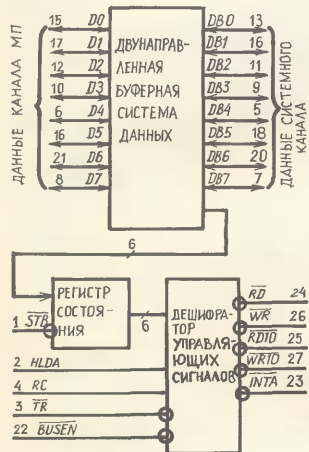 15 D0 DB0 13
17 D1 ДВУНАПРАВ- DB1 16
12 D2 ЛЕННАЯ DB2 11
10 D3 БУФЕРНАЯ DB3 9
6 D4 СИСТЕМА DB4 5
16 D5 ДАННЫХ DB5 18
21 D6 DB6 20
8 D7 DB7 7
ДАННЫЕ КАНАЛА МП
ДАННЫЕ СИСТЕМНОГО
КАНАЛА
6
РЕГИСТР
СОСТОЯ-
НИЯ
1 STB
6
ДЕШИФРА-
ТОР
УПРАВЛЯ-
ЮЩИХ
СИГНАЛОВ
2 HLDA
4 RC
3 TR
22 BUSEN
RD 24
WR 26
RDIO 25
WRIO 27
INTA 23